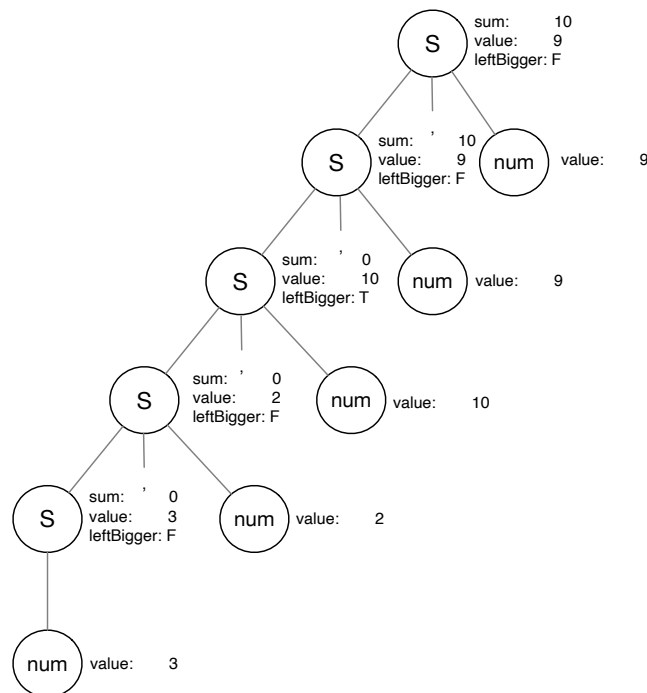 sum: 10
S value: 9
leftBigger: F
,
sum: 10
S value: 9 num value: 9
leftBigger: F
,
sum: 0
S value: 10 num value: 9
leftBigger: T
,
sum: 0
S value: 2 num value: 10
leftBigger: F
,
sum: 0
S value: 3 num value: 2
leftBigger: F
num value: 3